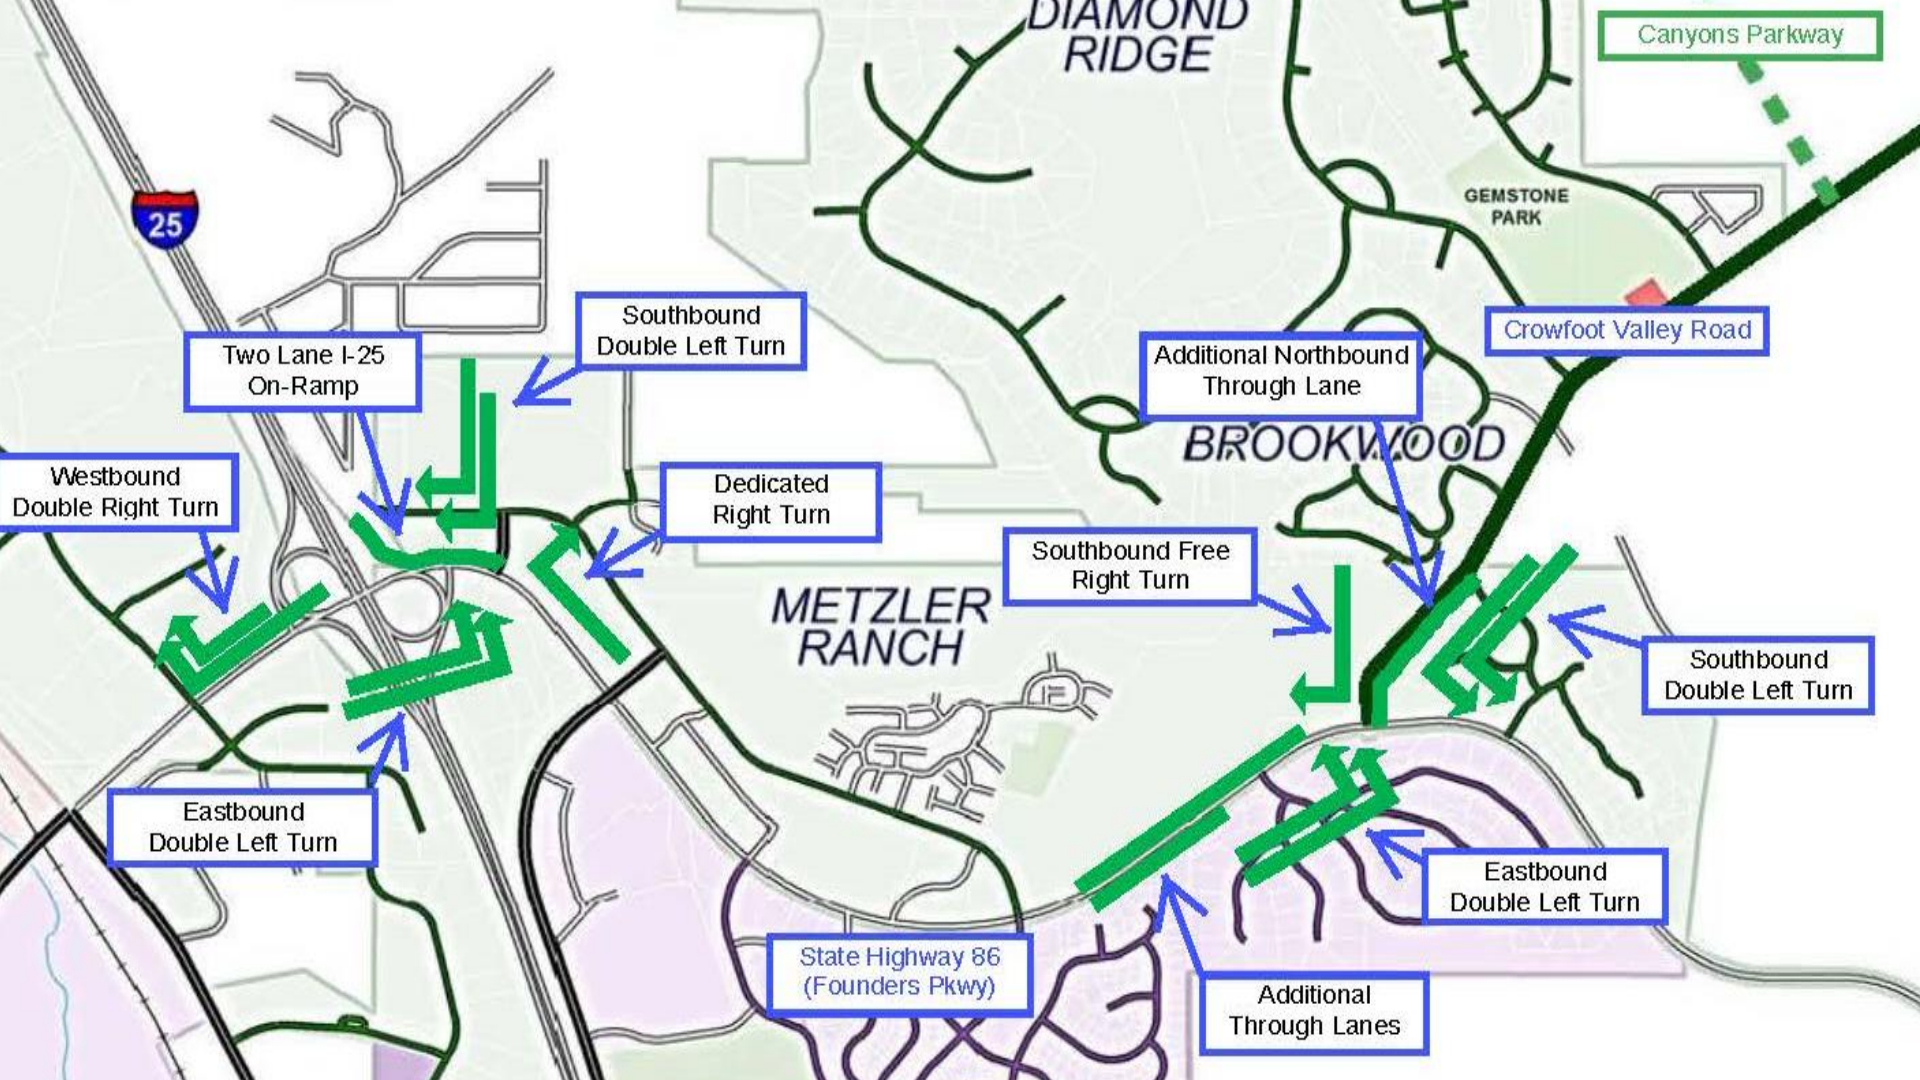 DIAMOND
RIDGE
Canyons Parkway
25
GEMSTONE
PARK
Southbound
Double Left Turn
Crowfoot Valley Road
Two Lane I-25
On-Ramp
Additional Northbound
Through Lane
BROOKWOOD
Westbound
Double Right Turn
Dedicated
Right Turn
Southbound Free
Right Turn
METZLER
RANCH
Southbound
Double Left Turn
Eastbound
Double Left Turn
Eastbound
Double Left Turn
State Highway 86
(Founders Pkwy)
Additional
Through Lanes